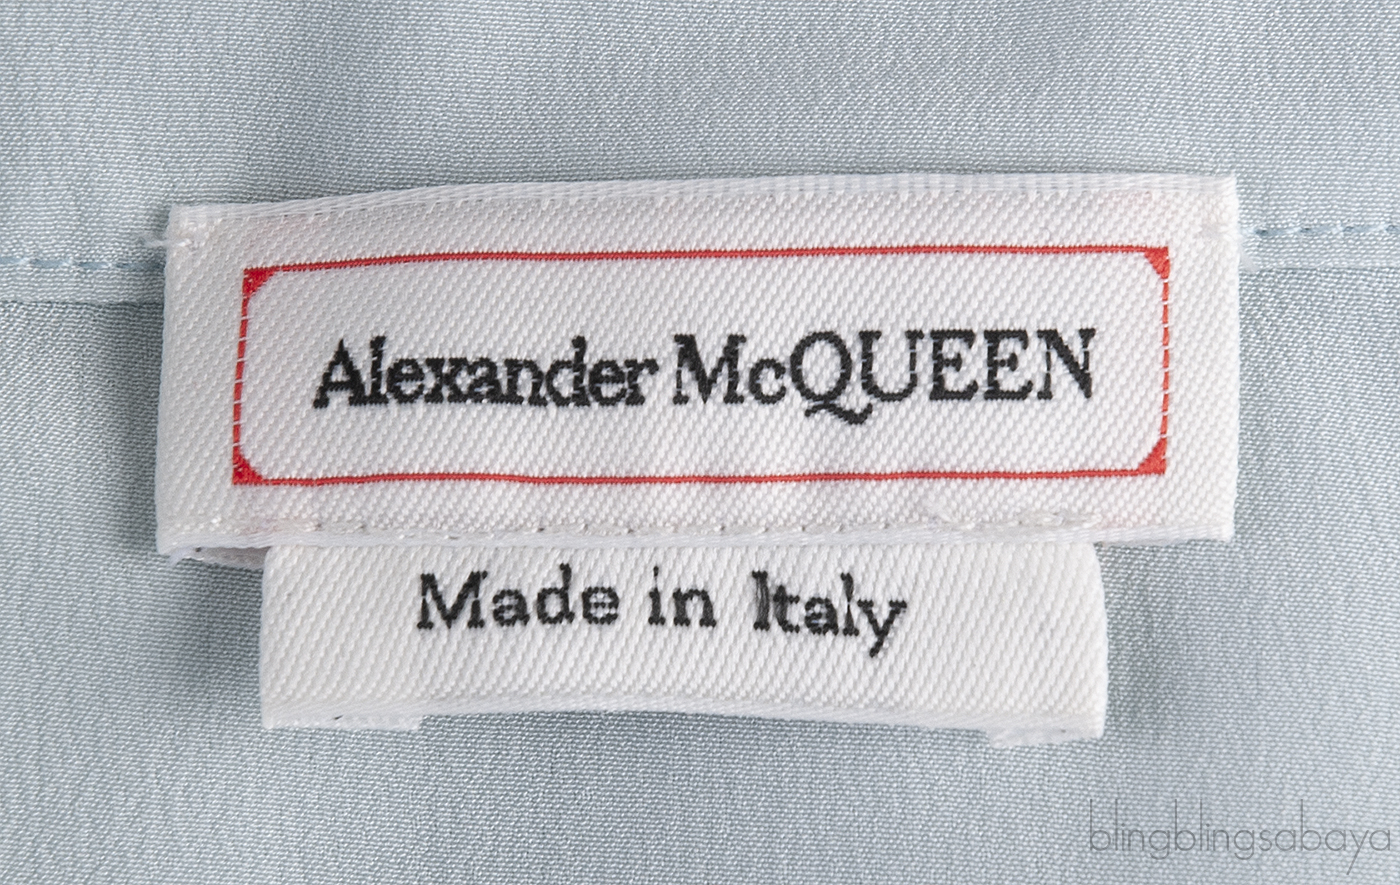 Alexander McQUEEN
Made in Italy
blingblingsabaya